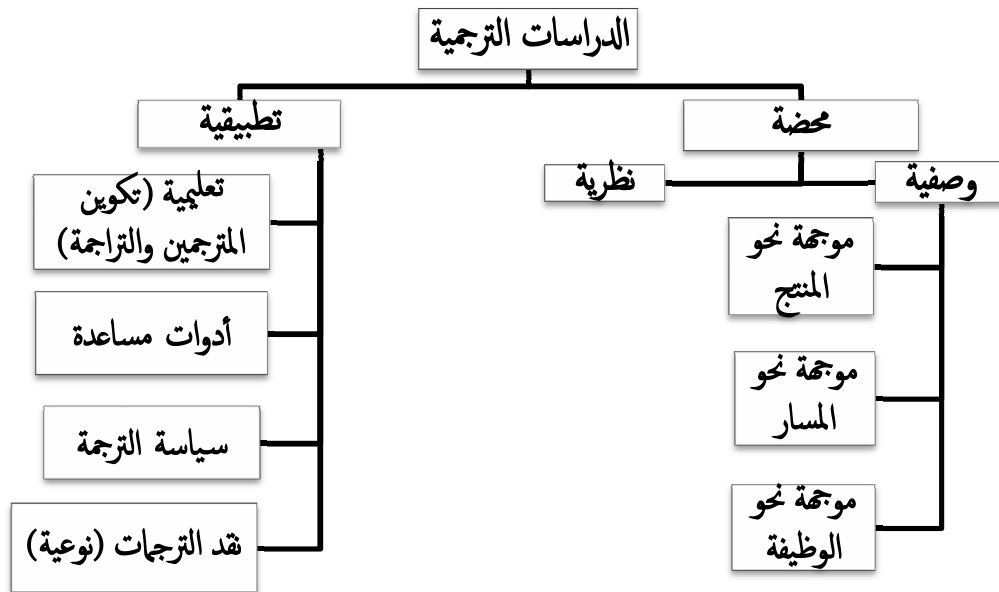 الدراسات الترجمية
محضة
تطبيقية
وصفية
نظرية
موجهة نحو
المنتج
موجهة نحو
المسار
موجهة نحو
الوظيفة
تعليمية (تكوين
المترجمين والتراجمة)
أدوات مساعدة
سياسة الترجمة
نقد الترجمات (نوعية)